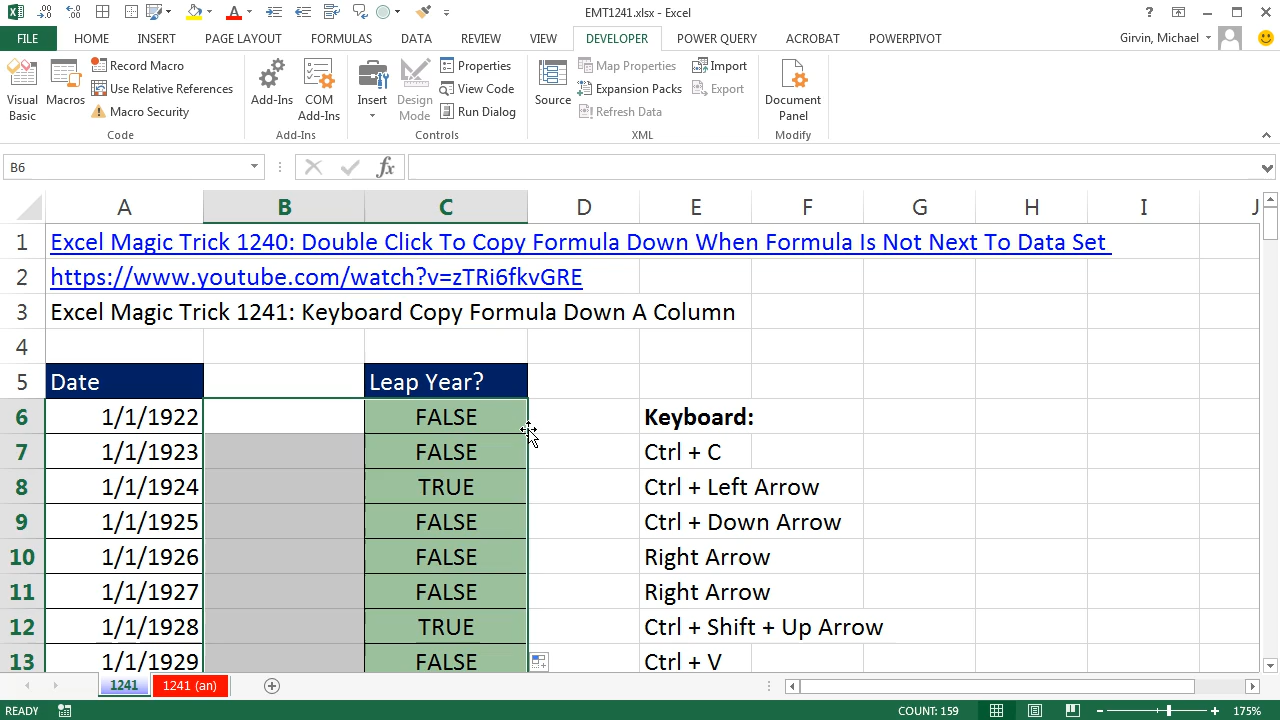 EMT1241.xlsx - Excel
FILE HOME INSERT PAGE LAYOUT FORMULAS DATA REVIEW VIEW DEVELOPER POWER QUERY ACROBAT POWERPIVOT Girvin, Michael
Visual Basic
Macros
Record Macro
Use Relative References
Macro Security
Code
Add-Ins
COM Add-Ins
Add-Ins
Insert
Design Mode
Properties
View Code
Run Dialog
Controls
Source
Map Properties
Expansion Packs
Refresh Data
Import
Export
XML
Document Panel
Modify
B6 fx
A B C D E F G H I J
1 Excel Magic Trick 1240: Double Click To Copy Formula Down When Formula Is Not Next To Data Set
2 https://www.youtube.com/watch?v=zTRi6fkvGRE
3 Excel Magic Trick 1241: Keyboard Copy Formula Down A Column
4
5 Date Leap Year?
6 1/1/1922 FALSE Keyboard:
7 1/1/1923 FALSE Ctrl + C
8 1/1/1924 TRUE Ctrl + Left Arrow
9 1/1/1925 FALSE Ctrl + Down Arrow
10 1/1/1926 FALSE Right Arrow
11 1/1/1927 FALSE Right Arrow
12 1/1/1928 TRUE Ctrl + Shift + Up Arrow
13 1/1/1929 FALSE Ctrl + V
1241 1241 (an)
READY COUNT: 159 175%